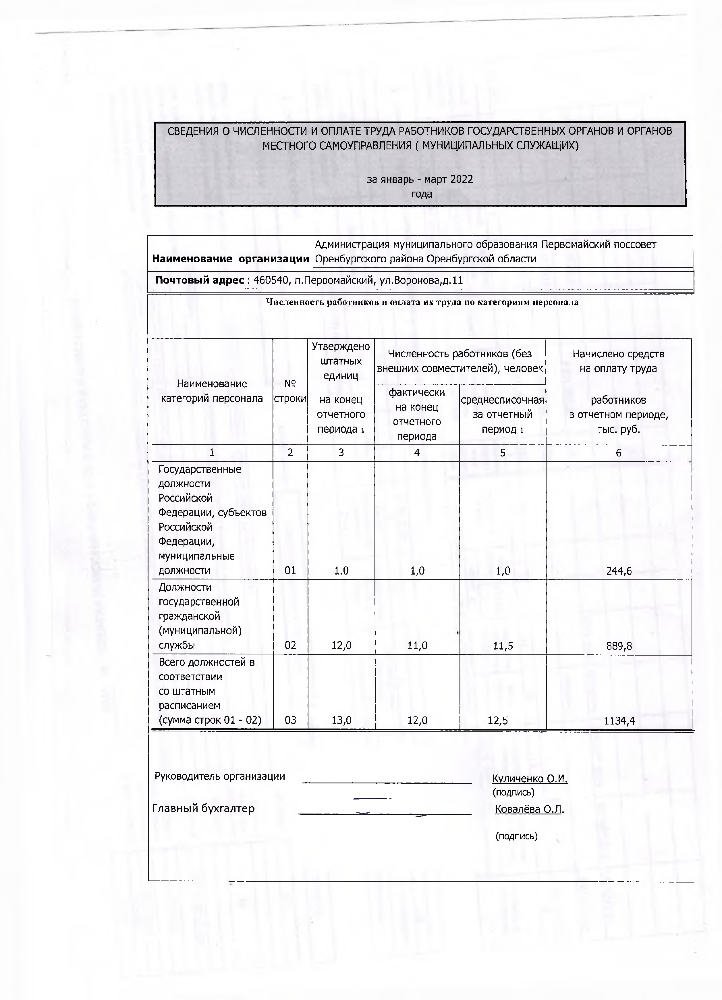 СВЕДЕНИЯ О ЧИСЛЕННОСТИ И ОПЛАТЕ ТРУДА РАБОТНИКОВ ГОСУДАРСТВЕННЫХ ОРГАНОВ И ОРГАНОВ
МЕСТНОГО САМОУПРАВЛЕНИЯ ( МУНИЦИПАЛЬНЫХ СЛУЖАЩИХ)
за январь - март 2022
года
Администрация муниципального образования Первомайский поссовет
Наименование организации Оренбургского района Оренбургской области
Почтовый адрес : 460540, п.Первомайский, ул.Воронова,д.11
Численность работников и оплата их труда по категориям персонала
Наименование
категорий персонала
№
строки
Утверждено
штатных
единиц
на конец
отчетного
периода 1
Численность работников (без
внешних совместителей), человек
фактически
на конец
отчетного
периода
среднесписочная
за отчетный
период 1
Начислено средств
на оплату труда
работников
в отчетном периоде,
тыс. руб.
1 2 3 4 5 6
Государственные
должности
Российской
Федерации, субъектов
Российской
Федерации,
муниципальные
должности 01 1.0 1,0 1,0 244,6
Должности
государственной
гражданской
(муниципальной)
службы 02 12,0 11,0 11,5 889,8
Всего должностей в
соответствии
со штатным
расписанием
(сумма строк 01 - 02) 03 13,0 12,0 12,5 1134,4
Руководитель организации Куличенко О.И.
(подпись)
Главный бухгалтер Ковалёва О.Л.
(подпись)